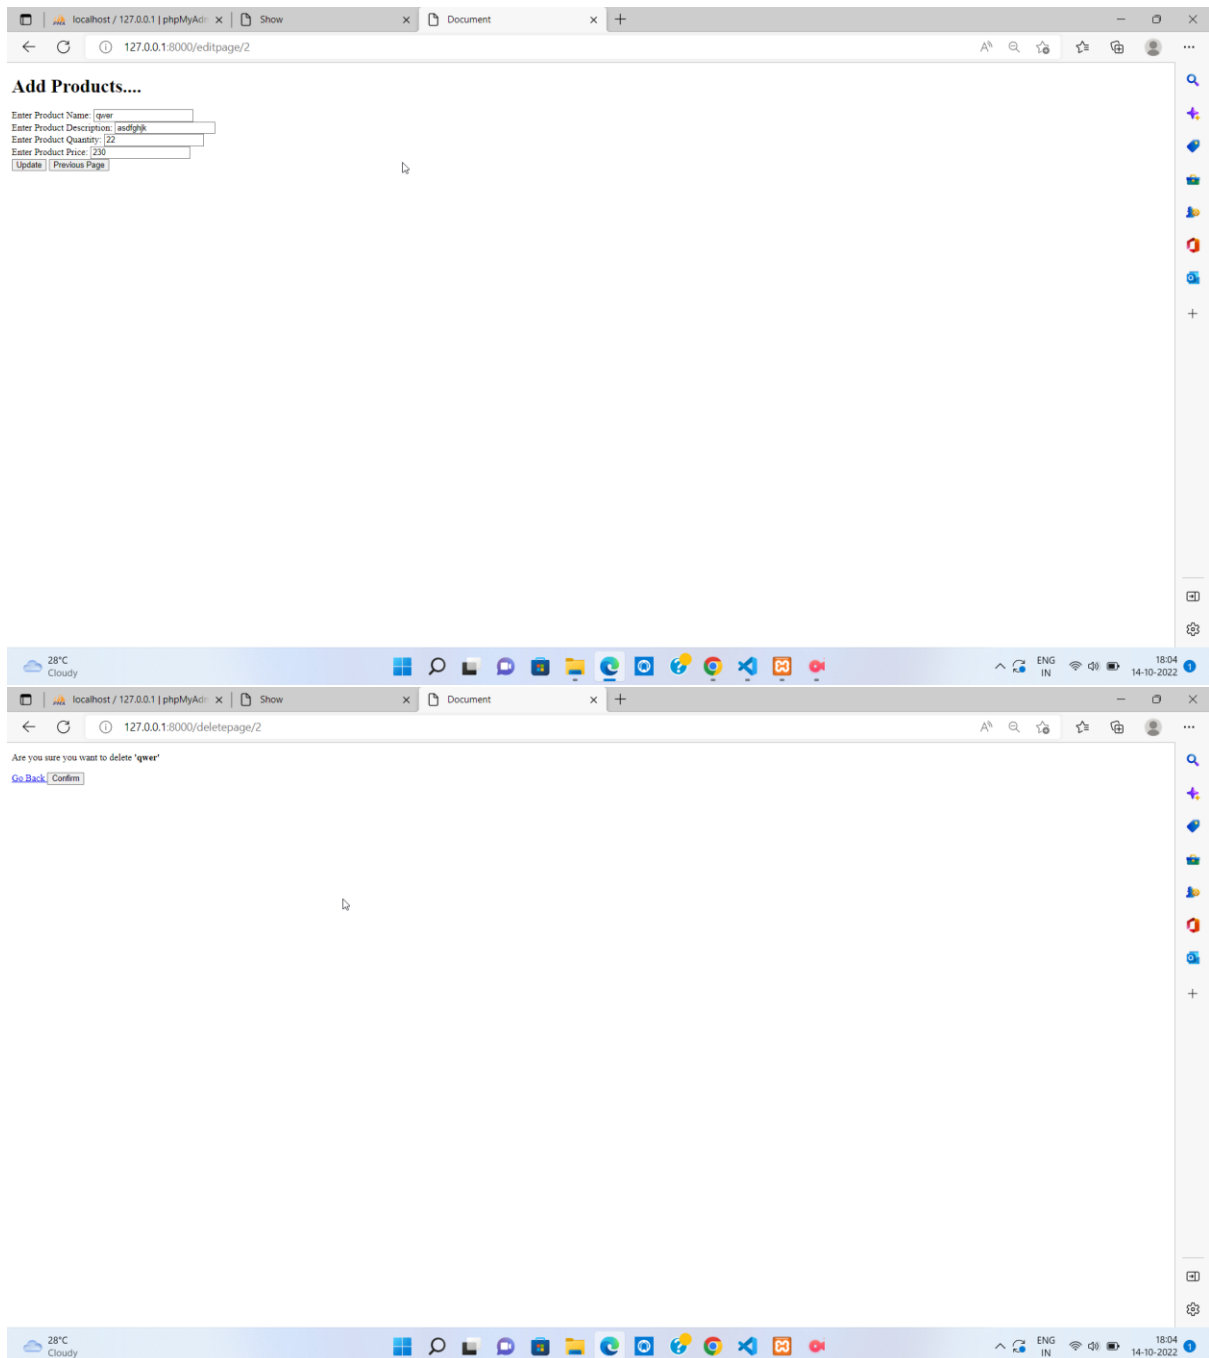 localhost / 127.0.0.1 | phpMyAdn
Show
Document
127.0.0.1:8000/editpage/2
Add Products....
Enter Product Name: qwer
Enter Product Description: asdfghjk
Enter Product Quantity: 22
Enter Product Price: 230
Update Previous Page
28°C
Cloudy
ENG
IN
18:04
14-10-2022
1
localhost / 127.0.0.1 | phpMyAdn
Show
Document
127.0.0.1:8000/deletepage/2
Are you sure you want to delete 'qwer'
Go Back Confirm
28°C
Cloudy
ENG
IN
18:04
14-10-2022
1